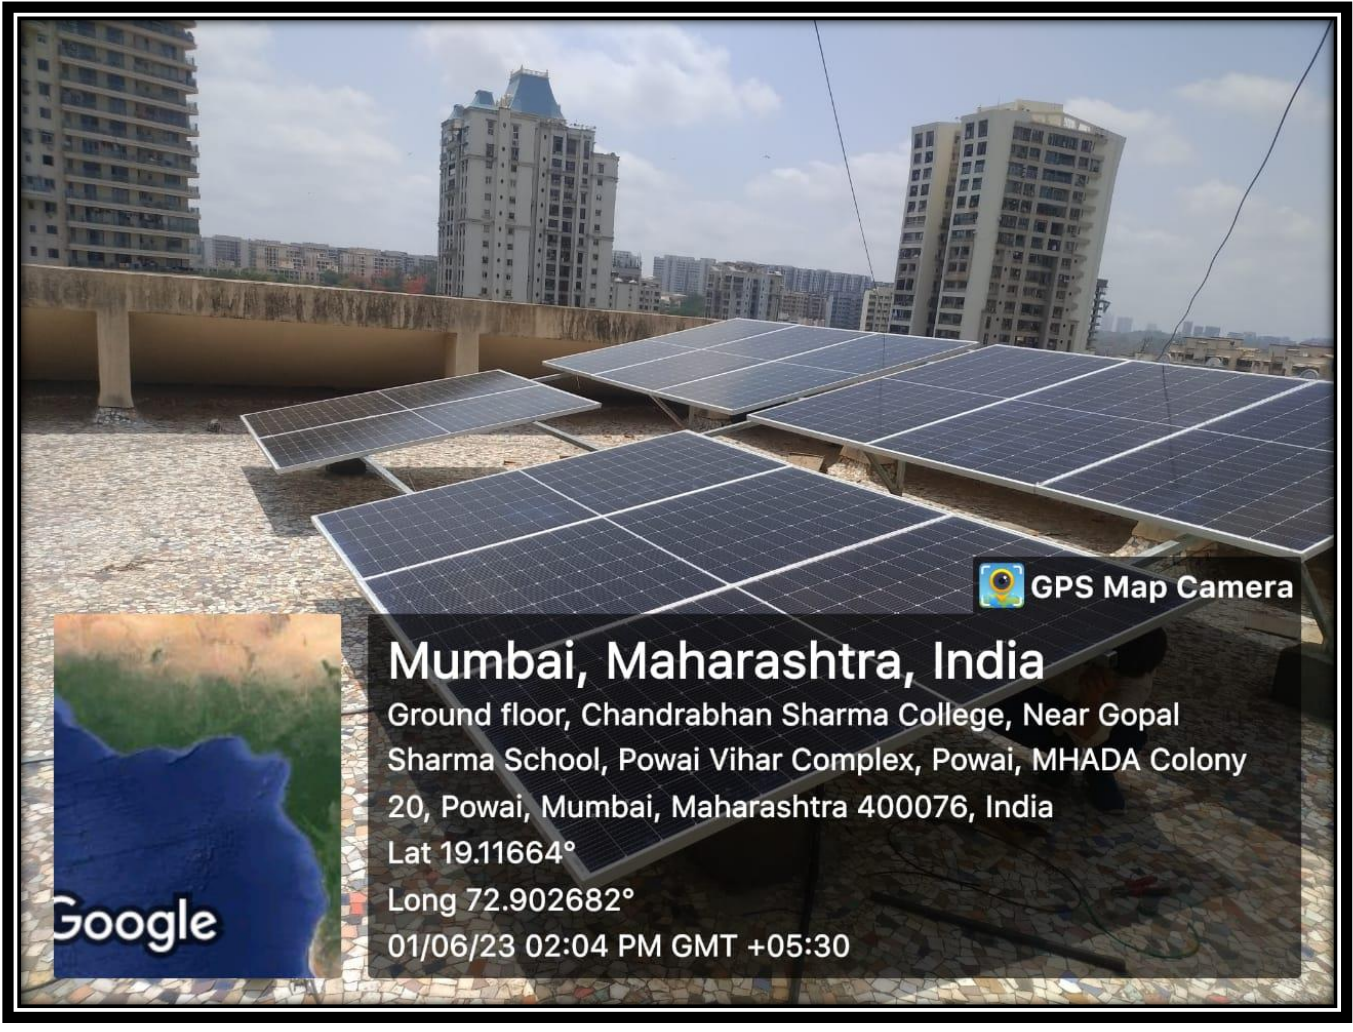 GPS Map Camera
Mumbai, Maharashtra, India
Ground floor, Chandrabhan Sharma College, Near Gopal
Sharma School, Powai Vihar Complex, Powai, MHADA Colony
20, Powai, Mumbai, Maharashtra 400076, India
Lat 19.11664°
Long 72.902682°
01/06/23 02:04 PM GMT +05:30
Google